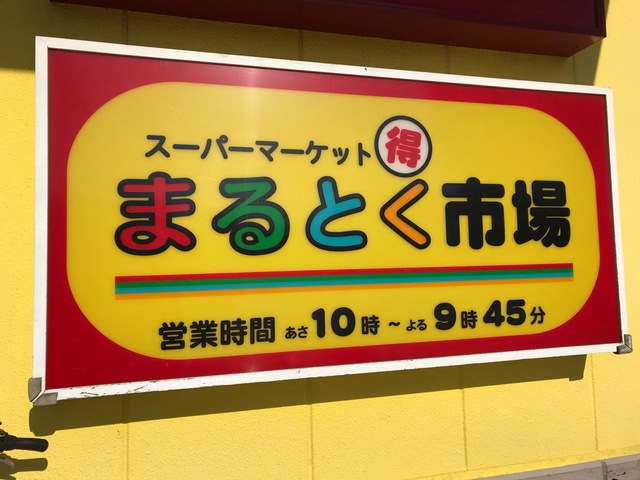 スーパーマーケット 得
まるとく市場
営業時間 あさ10時~よる9時45分